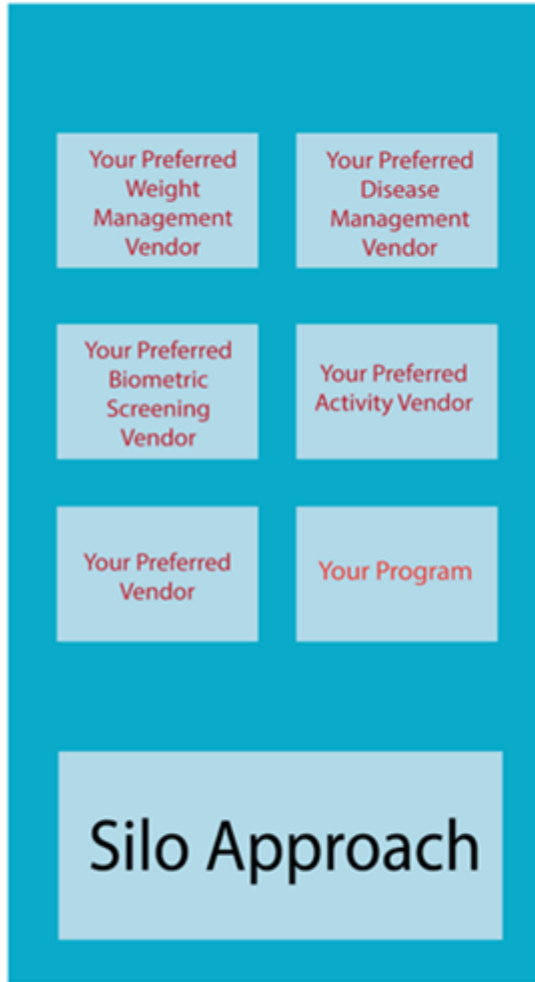 Your Preferred
Weight
Management
Vendor
Your Preferred
Disease
Management
Vendor
Your Preferred
Biometric
Screening
Vendor
Your Preferred
Activity Vendor
Your Preferred
Vendor
Your Program
Silo Approach